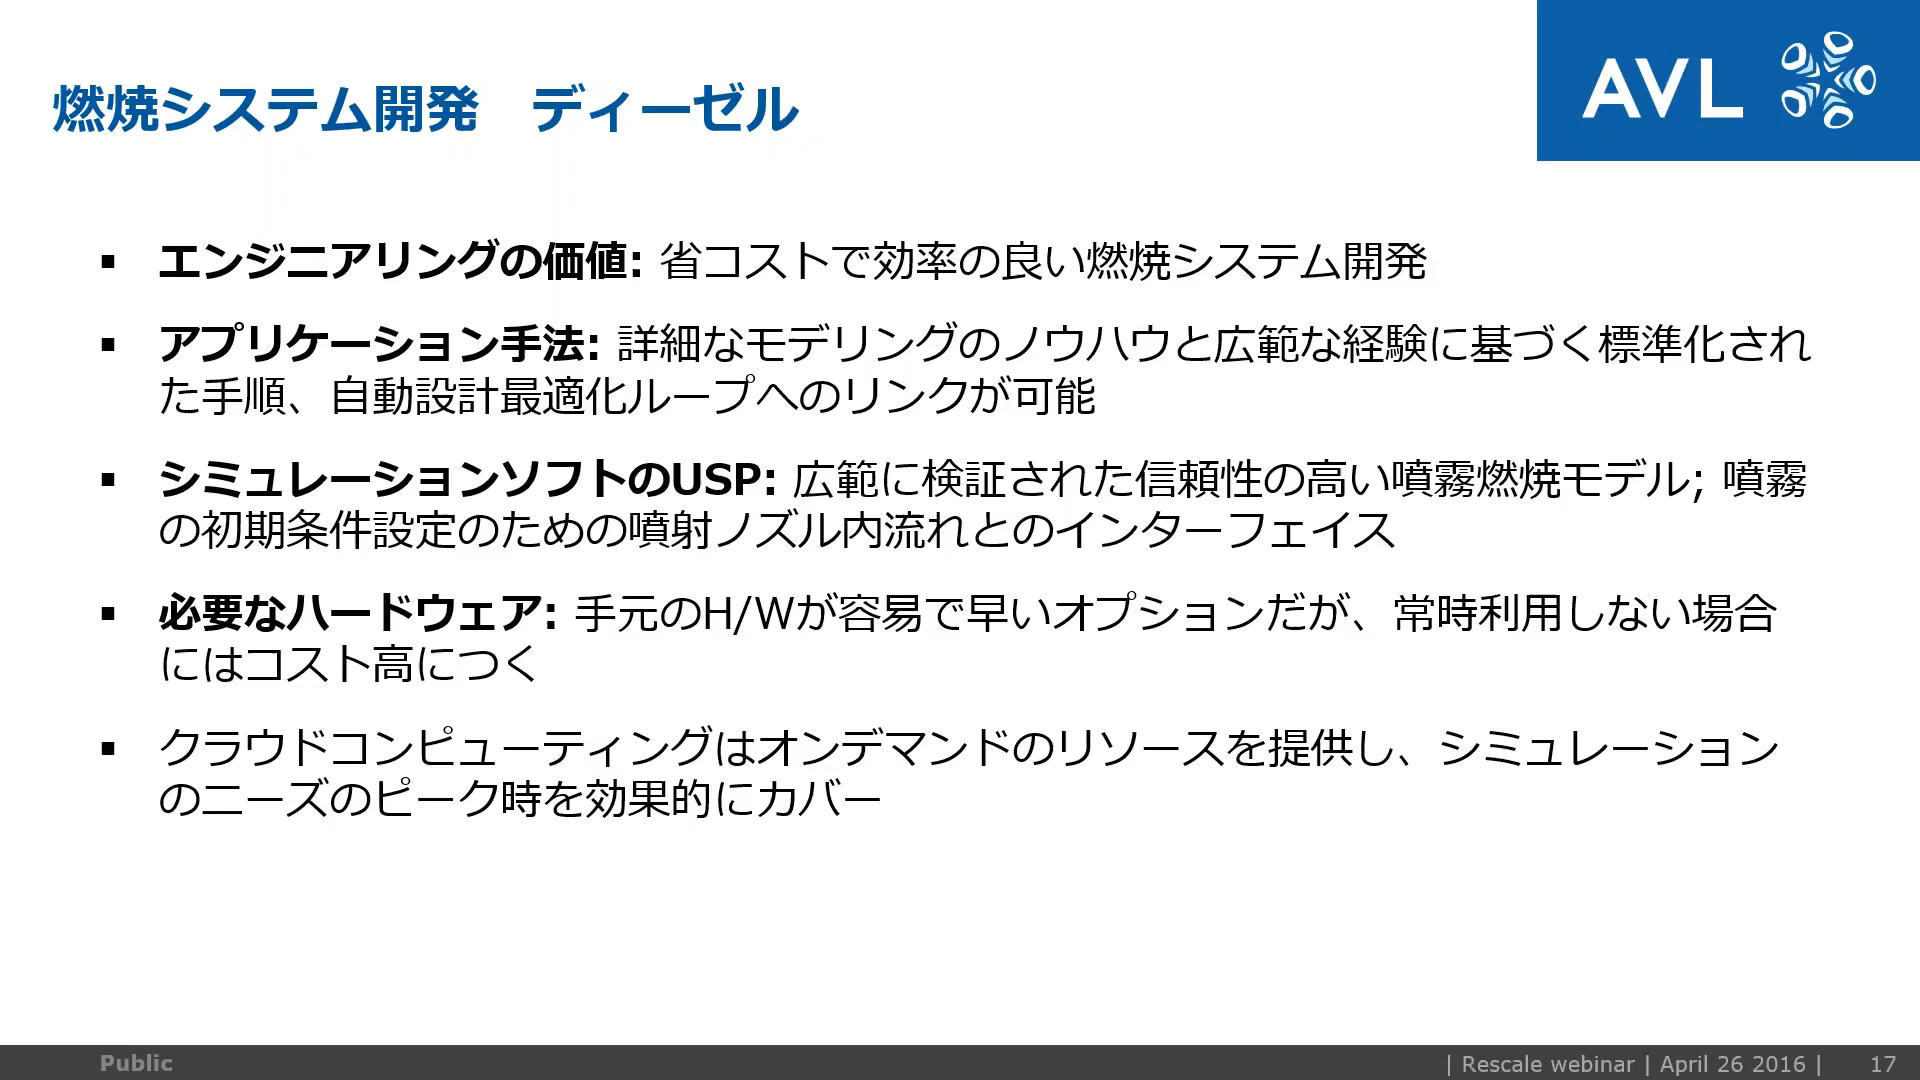 燃焼システム開発　ディーゼル
AVL
▪ エンジニアリングの価値: 省コストで効率の良い燃焼システム開発
▪ アプリケーション手法: 詳細なモデリングのノウハウと広範な経験に基づく標準化され
た手順、自動設計最適化ループへのリンクが可能
▪ シミュレーションソフトのUSP: 広範に検証された信頼性の高い噴霧燃焼モデル; 噴霧
の初期条件設定のための噴射ノズル内流れとのインターフェイス
▪ 必要なハードウェア: 手元のH/Wが容易で早いオプションだが、常時利用しない場合
にはコスト高につく
▪ クラウドコンピューティングはオンデマンドのリソースを提供し、シミュレーション
のニーズのピーク時を効果的にカバー
Public
| Rescale webinar | April 26 2016 | 17